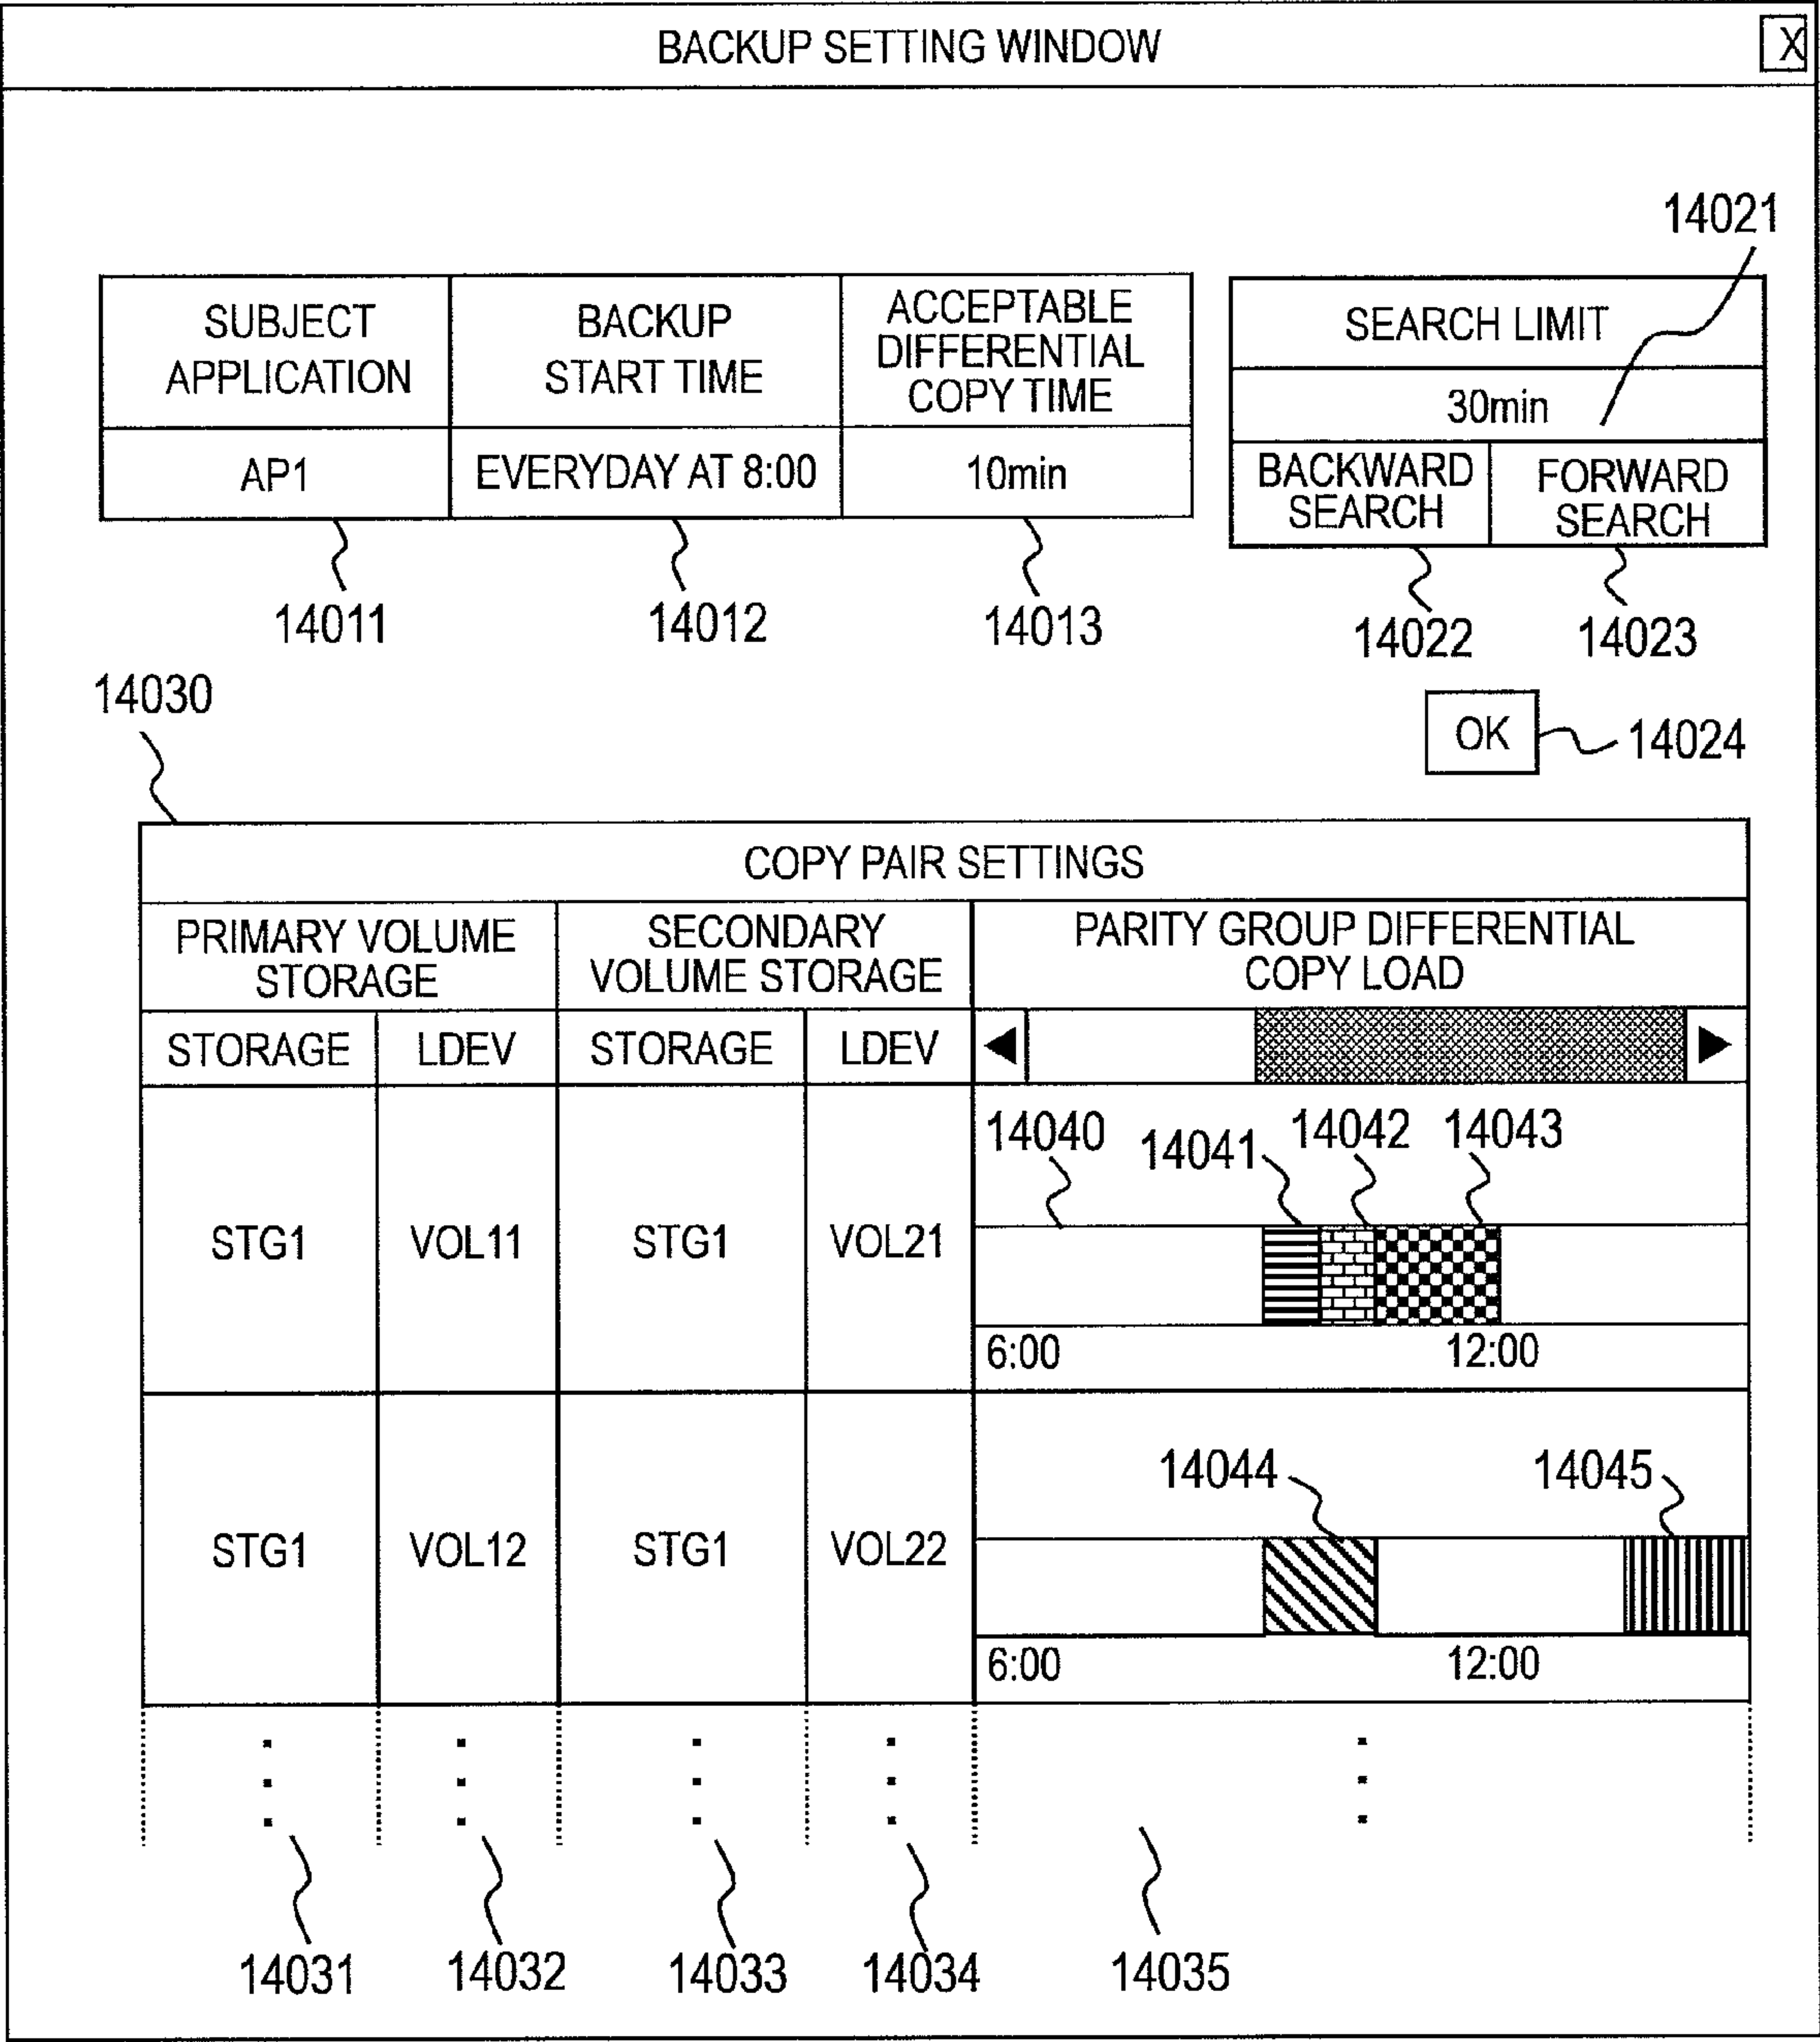 BACKUP SETTING WINDOW
X
14021
SUBJECT
APPLICATION
BACKUP
START TIME
ACCEPTABLE
DIFFERENTIAL
COPY TIME
AP1
EVERYDAY AT 8:00
10min
SEARCH LIMIT
30min
BACKWARD
SEARCH
FORWARD
SEARCH
14011
14012
14013
14022
14023
14030
OK
14024
COPY PAIR SETTINGS
PRIMARY VOLUME
STORAGE
SECONDARY
VOLUME STORAGE
PARITY GROUP DIFFERENTIAL
COPY LOAD
STORAGE
LDEV
STORAGE
LDEV
14040
14041
14042
14043
STG1
VOL11
STG1
VOL21
6:00
12:00
14044
14045
STG1
VOL12
STG1
VOL22
6:00
12:00
14031
14032
14033
14034
14035